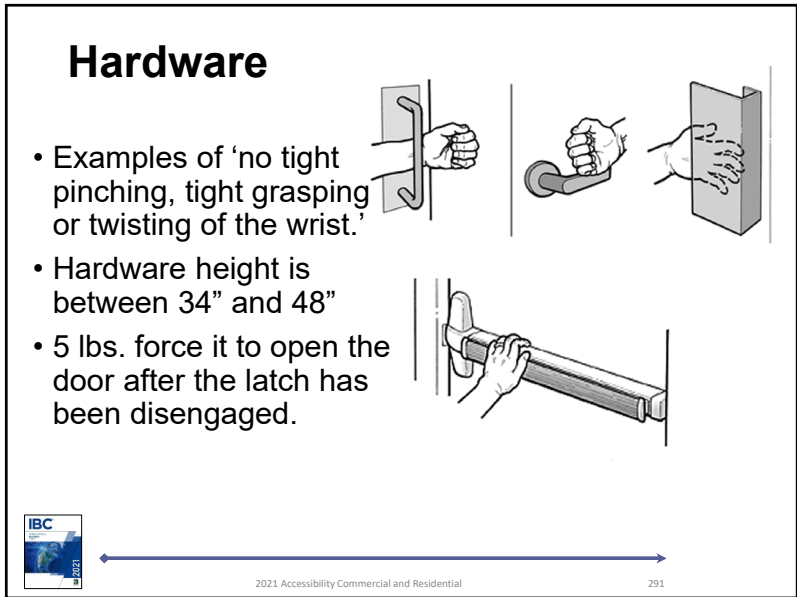 Hardware
• Examples of ‘no tight
pinching, tight grasping
or twisting of the wrist.’
• Hardware height is
between 34” and 48”
• 5 lbs. force it to open the
door after the latch has
been disengaged.
IBC
2021
2021 Accessibility Commercial and Residential
291